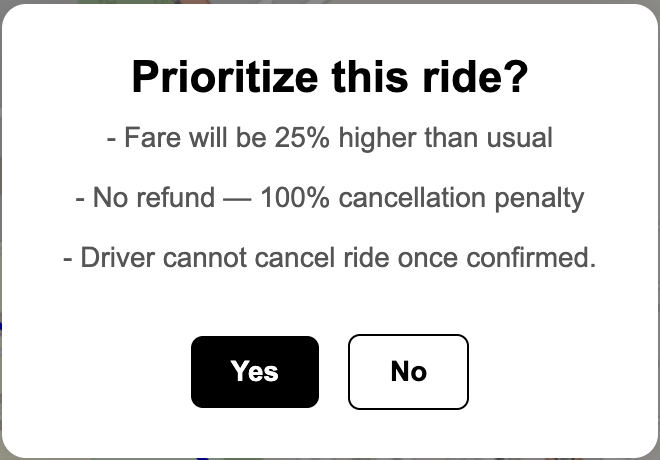 Prioritize this ride?
- Fare will be 25% higher than usual
- No refund — 100% cancellation penalty
- Driver cannot cancel ride once confirmed.
Yes
No